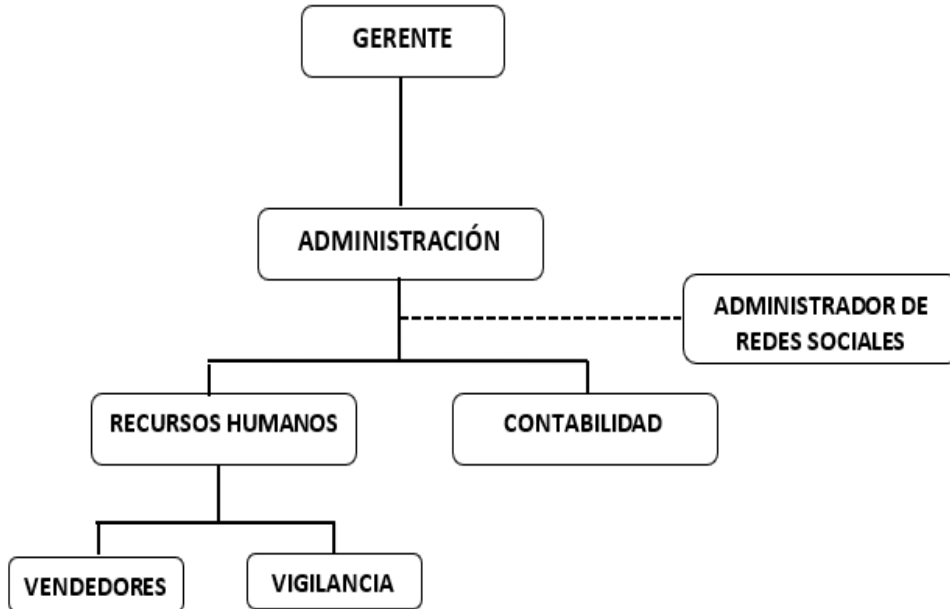 GERENTE
ADMINISTRACIÓN
ADMINISTRADOR DE
REDES SOCIALES
RECURSOS HUMANOS
CONTABILIDAD
VENDEDORES
VIGILANCIA